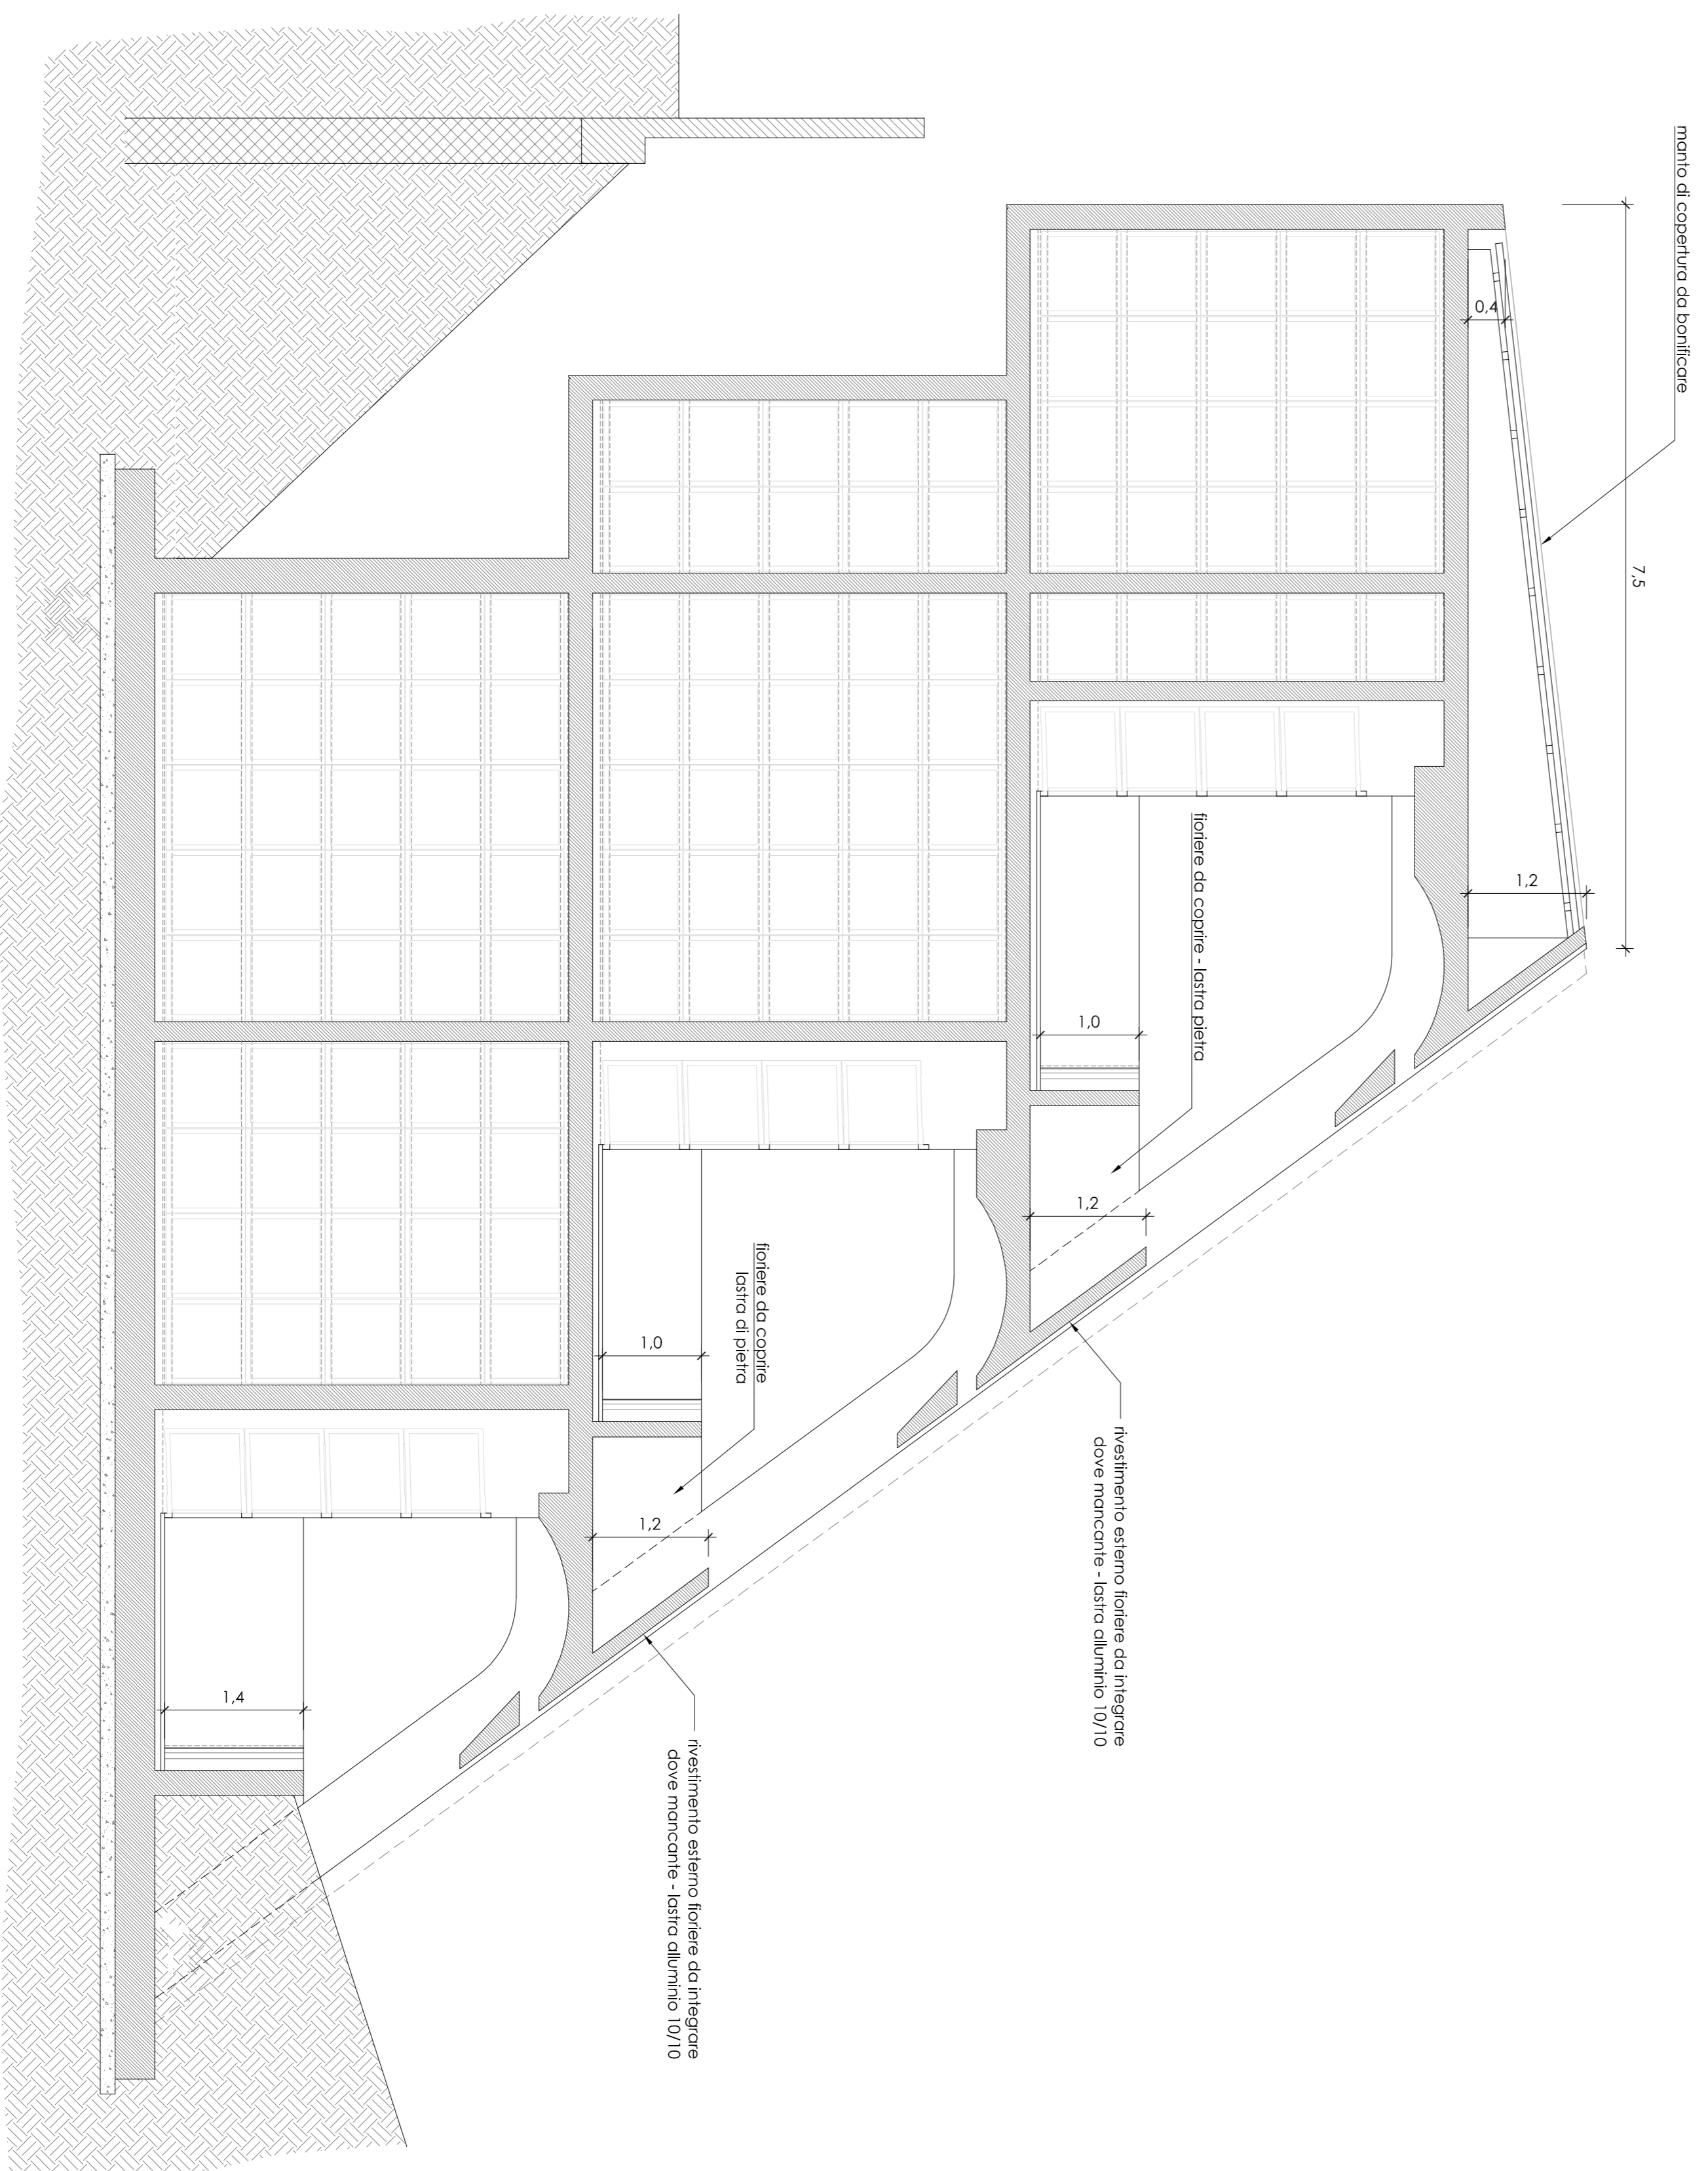 manto di copertura da bonificare
7,5
0,4
1,2
fioriere da coprire - lastra pietra
1,0
1,2
rivestimento esterno fioriere da integrare
dove mancante - lastra alluminio 10/10
fioriere da coprire
lastra di pietra
1,0
1,2
rivestimento esterno fioriere da integrare
dove mancante - lastra alluminio 10/10
1,4